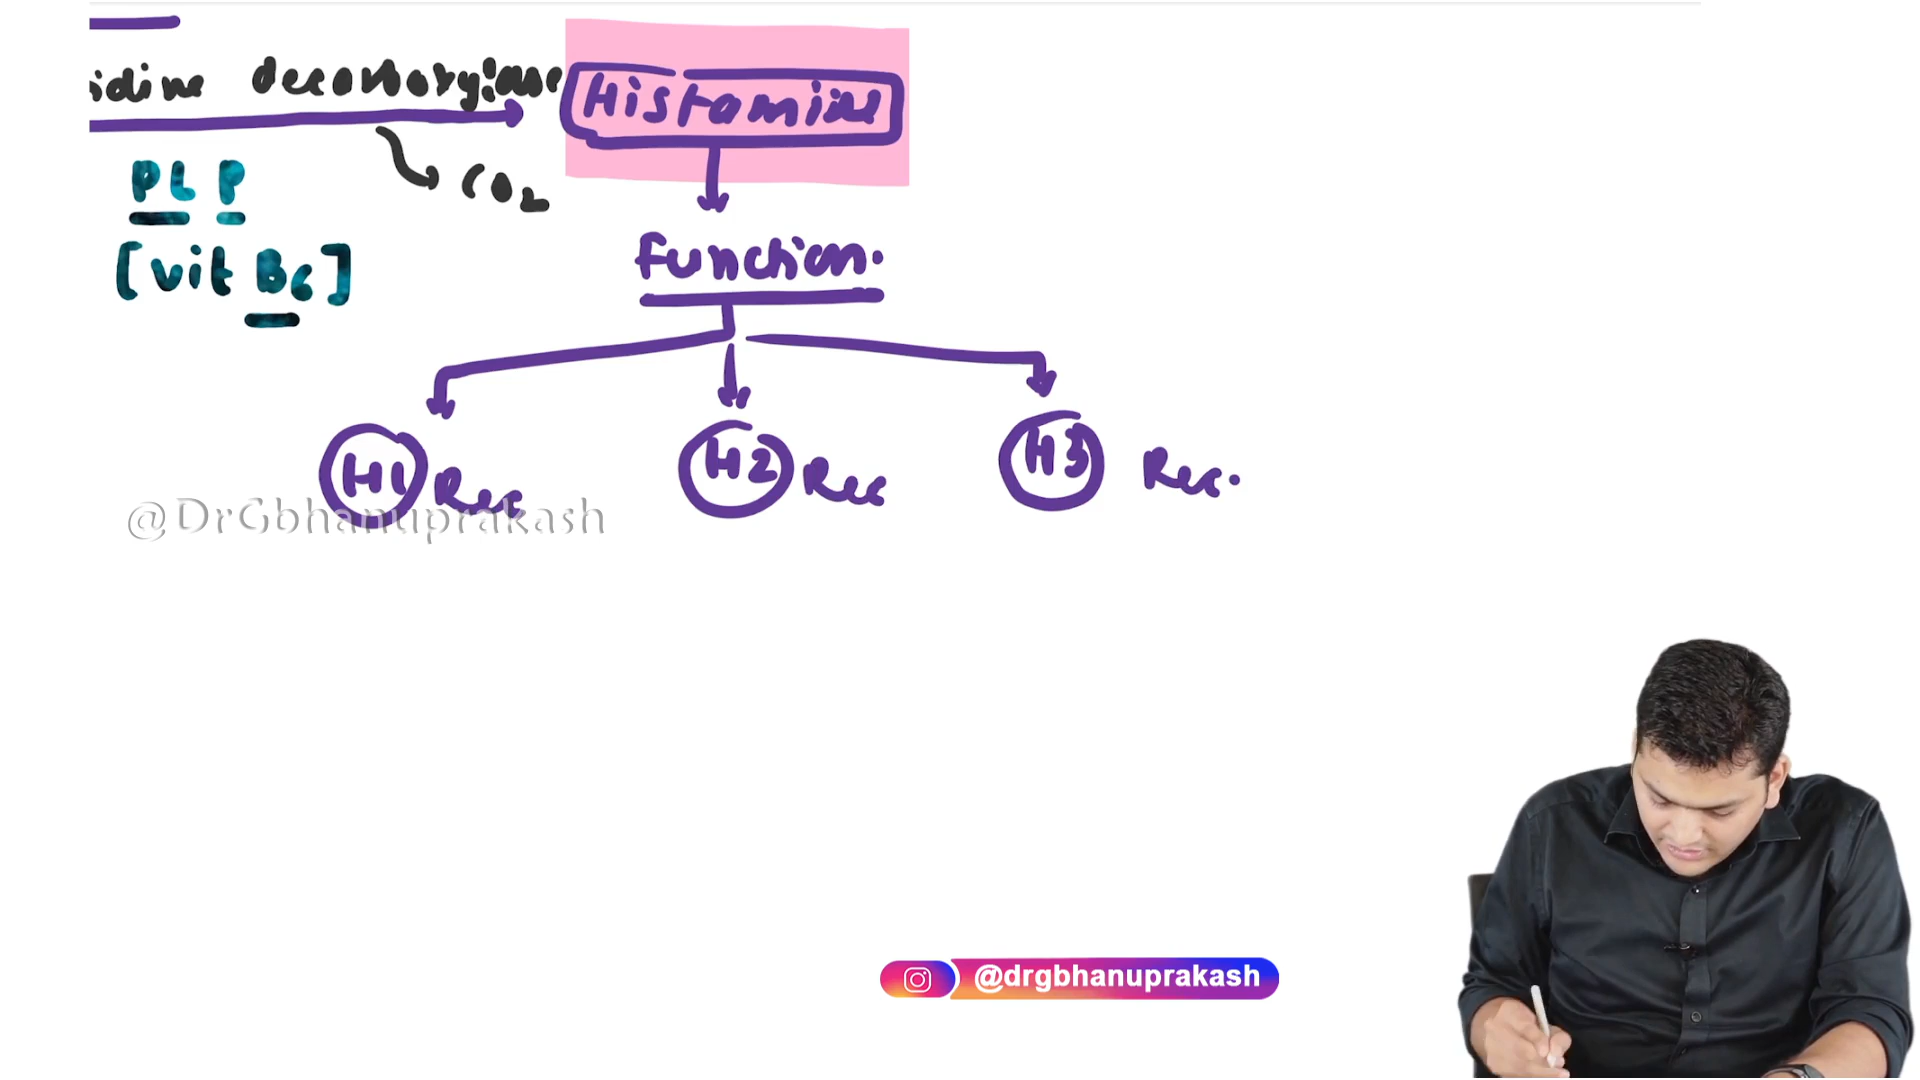 idine decarboxylase
Histamine
PLP
CO2
[vit B6]
Function.
H1 Rec
H2 Rec
H3 Rec.
@DrGbhanuprakash
@drgbhanuprakash